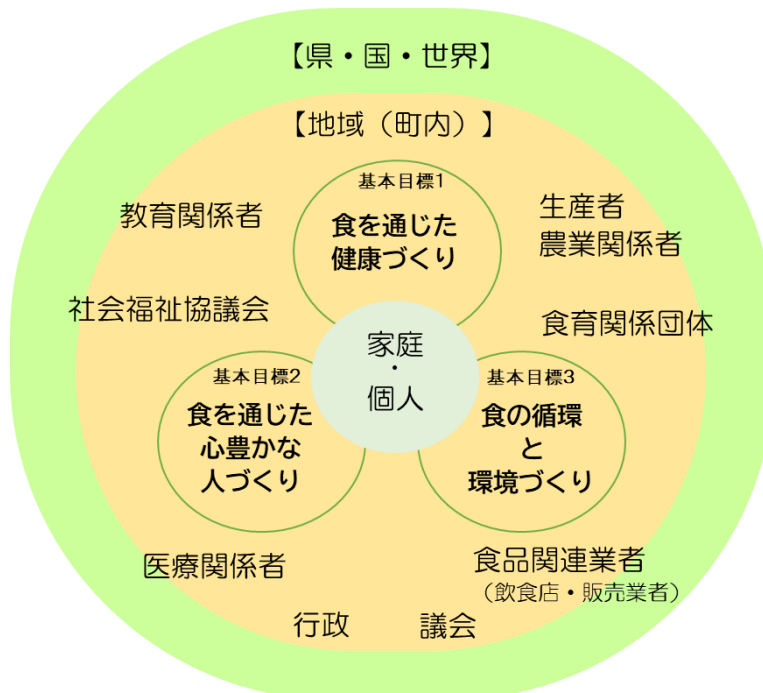 【県・国・世界】
【地域（町内）】
基本目標1
食を通じた
健康づくり
教育関係者
生産者
農業関係者
社会福祉協議会
食育関係団体
家庭
・
個人
基本目標2
食を通じた
心豊かな
人づくり
基本目標3
食の循環
と
環境づくり
医療関係者
食品関連業者
（飲食店・販売業者）
行政
議会